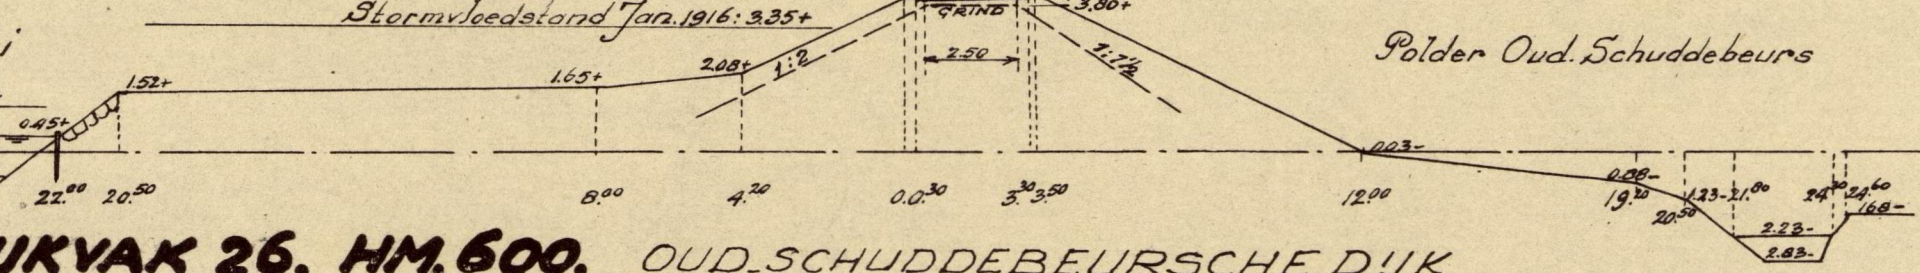 Stormvloedstand Jan. 1916: 3.35+
GRIND
3.80+
Polder Oud. Schuddebeurs
2.50
1:2
1:1½
2.08+
1.65+
1.52+
0.45+
0.03-
0.88-
22.00 20.50 8.00 4.20 0.0.30 3.30 3.50 12.00 19.20 1.23- 21.80 24.30 24.60
20.50 1.68-
2.23-
2.83-
IJKVAK 26. HM. 600. OUD-SCHUDDEBEURSCHE DIJK